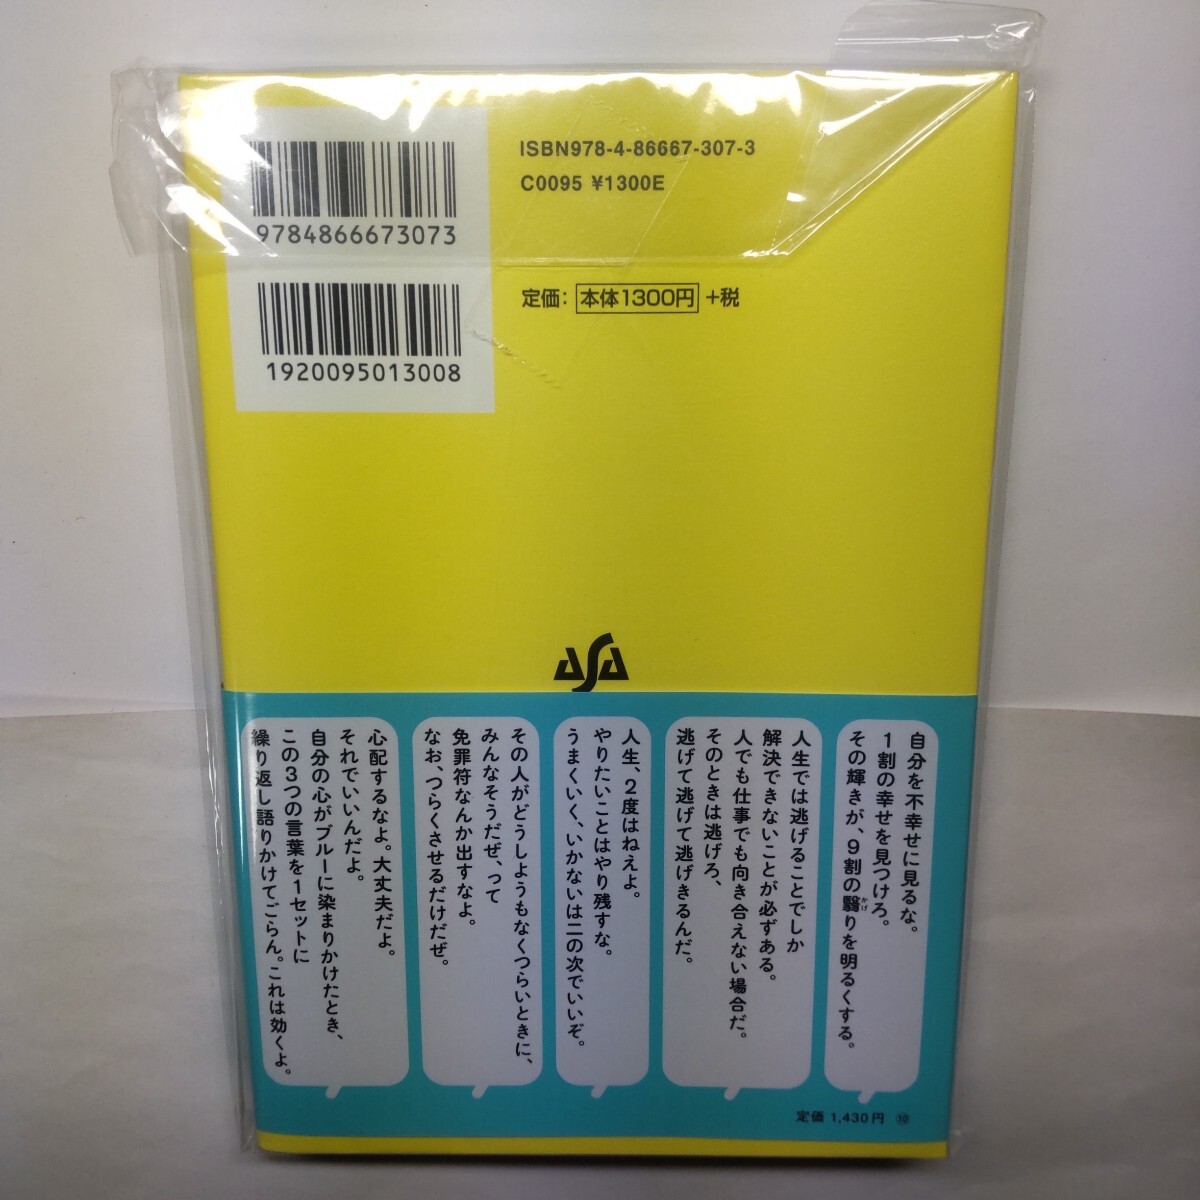 ISBN978-4-86667-307-3
C0095 ¥1300E
9784866673073
定価：本体1300円＋税
1920095013008
ASA
自分を不幸せに見るな。
1割の幸せを見つけろ。
その輝きが、9割の翳りを明るくする。
かげ
人生では逃げることでしか
解決できないことが必ずある。
人でも仕事でも向き合えない場合だ。
そのときは逃げろ、
逃げて逃げて逃げきるんだ。
人生、2度はねえよ。
やりたいことはやり残すな。
うまくいく、いかないは二の次でいいぞ。
その人がどうしようもなくつらいときに、
みんなそうだぜ、って
免罪符なんか出すなよ。
なお、つらくさせるだけだぜ。
心配するなよ。大丈夫だよ。
それでいいんだよ。
自分の心がブルーに染まりかけたとき、
この3つの言葉を1セットに
繰り返し語りかけてごらん。これは効くよ。
定価 1,430円 ⑩